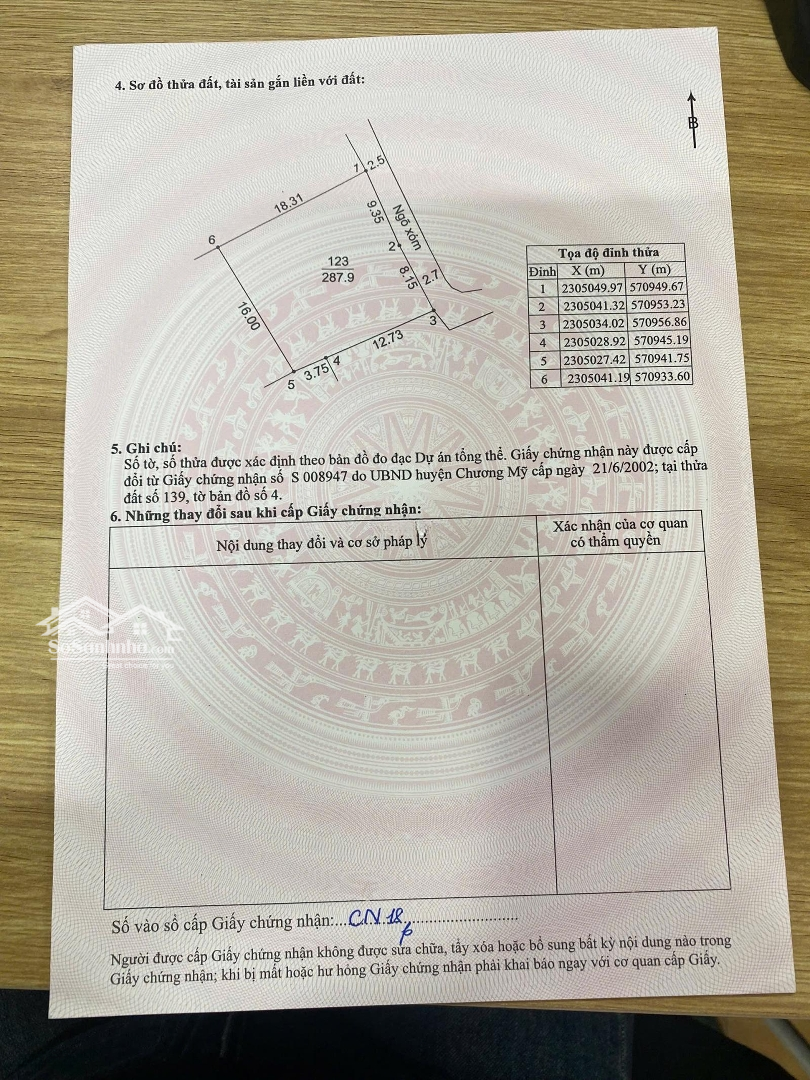 4. Sơ đồ thửa đất, tài sản gắn liền với đất:
B
1
2.5
18.31
9.35
Ngõ xóm
6
2
123
287.9
8.15
2.7
16.00
3
12.73
4
3.75
5
Tọa độ đỉnh thửa
Đỉnh X (m) Y (m)
1 2305049.97 570949.67
2 2305041.32 570953.23
3 2305034.02 570956.86
4 2305028.92 570945.19
5 2305027.42 570941.75
6 2305041.19 570933.60
5. Ghi chú:
Số tờ, số thửa được xác định theo bản đồ đo đạc Dự án tổng thể. Giấy chứng nhận này được cấp
đổi từ Giấy chứng nhận số S 008947 do UBND huyện Chương Mỹ cấp ngày 21/6/2002; tại thửa
đất số 139, tờ bản đồ số 4.
6. Những thay đổi sau khi cấp Giấy chứng nhận:
Nội dung thay đổi và cơ sở pháp lý
Xác nhận của cơ quan
có thẩm quyền
SoSanhnha.com
Great choice for you
Số vào sổ cấp Giấy chứng nhận:...CN.18...
Người được cấp Giấy chứng nhận không được sửa chữa, tẩy xóa hoặc bổ sung bất kỳ nội dung nào trong
Giấy chứng nhận; khi bị mất hoặc hư hỏng Giấy chứng nhận phải khai báo ngay với cơ quan cấp Giấy.